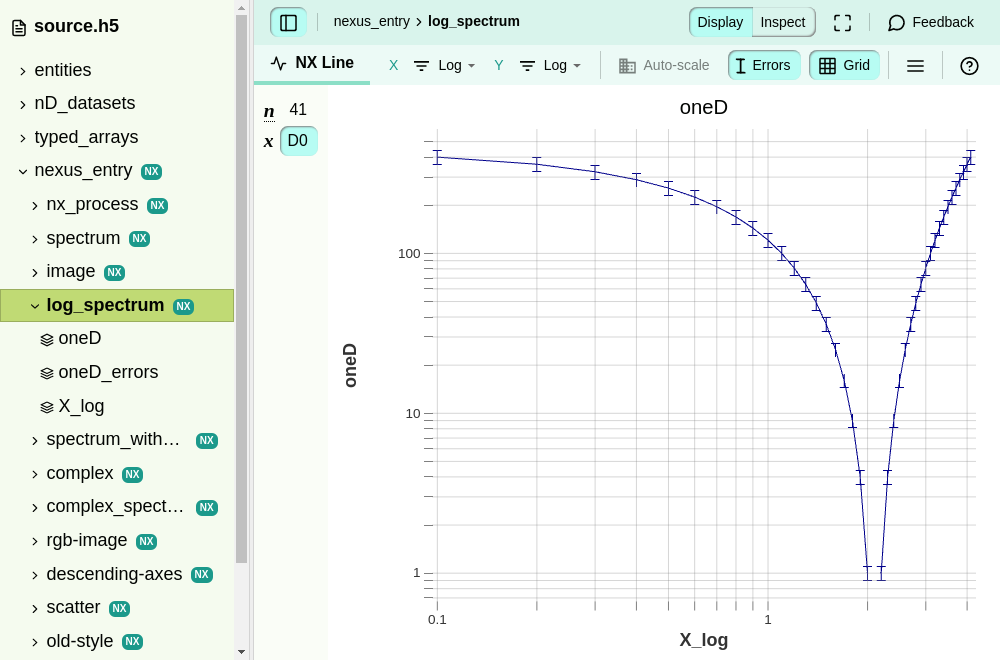 source.h5
entities
nD_datasets
typed_arrays
nexus_entry NX
nx_process NX
spectrum NX
image NX
log_spectrum NX
oneD
oneD_errors
X_log
spectrum_with… NX
complex NX
complex_spect… NX
rgb-image NX
descending-axes NX
scatter NX
old-style NX
nexus_entry › log_spectrum
Display Inspect
Feedback
NX Line
X Log
Y Log
Auto-scale
Errors
Grid
n 41
x D0
oneD
100
10
1
oneD
0.1 1
X_log